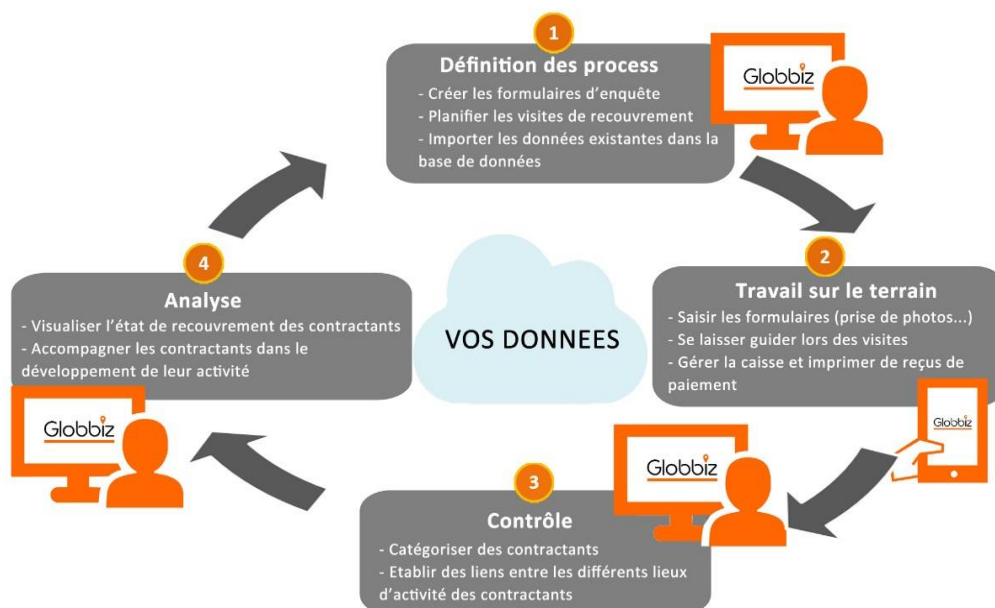 1
Définition des process
- Créer les formulaires d'enquête
- Planifier les visites de recouvrement
- Importer les données existantes dans la
base de données
Globbiz
2
Travail sur le terrain
- Saisir les formulaires (prise de photos...)
- Se laisser guider lors des visites
- Gérer la caisse et imprimer de reçus de
paiement
Globbiz
3
Contrôle
- Catégoriser des contractants
- Etablir des liens entre les différents lieux
d'activité des contractants
Globbiz
4
Analyse
- Visualiser l'état de recouvrement des contractants
- Accompagner les contractants dans le
développement de leur activité
Globbiz
VOS DONNEES